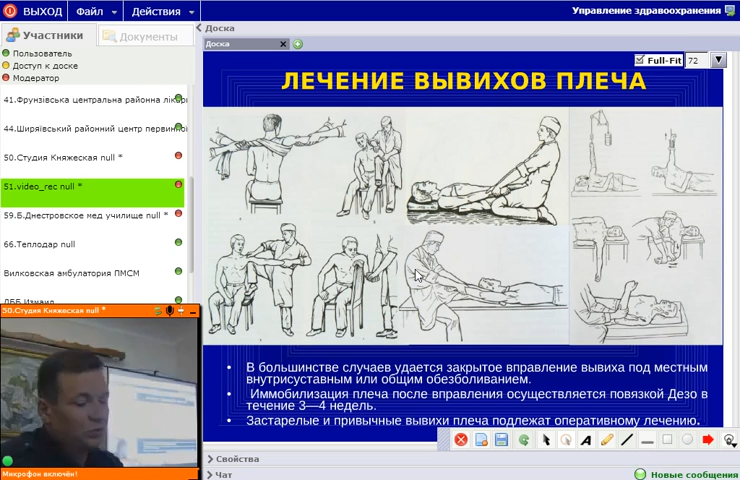 ВЫХОД
Файл
Действия
Управление здравоохранения
Участники
Документы
Пользователь
Доступ к доске
Модератор
41.Фрунзівська центральна районна
44.Ширяївський районний центр
50.Студия Княжеская null *
51.video_rec null *
59.Б.Днестровское мед училище null *
66.Теплодар null
Вилковская амбулатория ПМСМ
ЛББ Измаил
50.Студия Княжеская null *
Микрофон включён!
Доска
Доска
Full-Fit
72
ЛЕЧЕНИЕ ВЫВИХОВ ПЛЕЧА
• В большинстве случаев удается закрытое вправление вывиха под местным
внутрисуставным или общим обезболиванием.
• Иммобилизация плеча после вправления осуществляется повязкой Дезо в
течение 3—4 недель.
• Застарелые и привычные вывихи плеча подлежат оперативному лечению.
A
Свойства
Чат
Новые сообщения